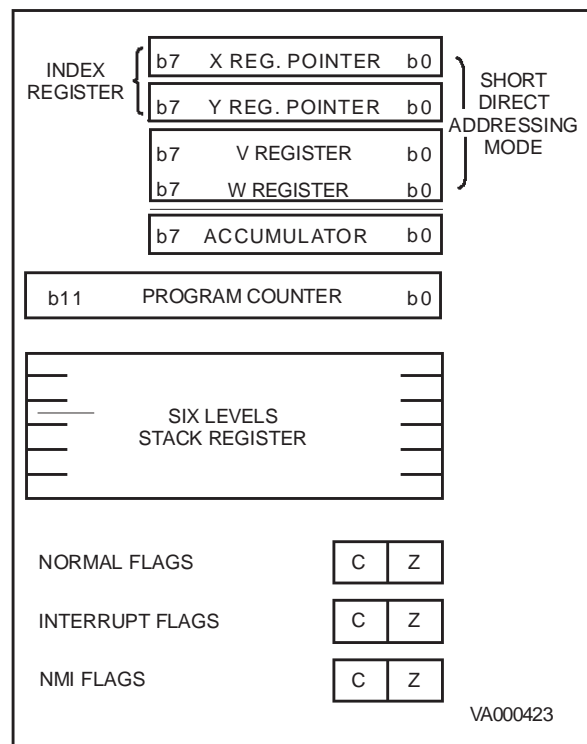 INDEX
REGISTER
b7 X REG. POINTER b0
b7 Y REG. POINTER b0
b7 V REGISTER b0
b7 W REGISTER b0
SHORT
DIRECT
ADDRESSING
MODE
b7 ACCUMULATOR b0
b11 PROGRAM COUNTER b0
SIX LEVELS
STACK REGISTER
NORMAL FLAGS C Z
INTERRUPT FLAGS C Z
NMI FLAGS C Z
VA000423